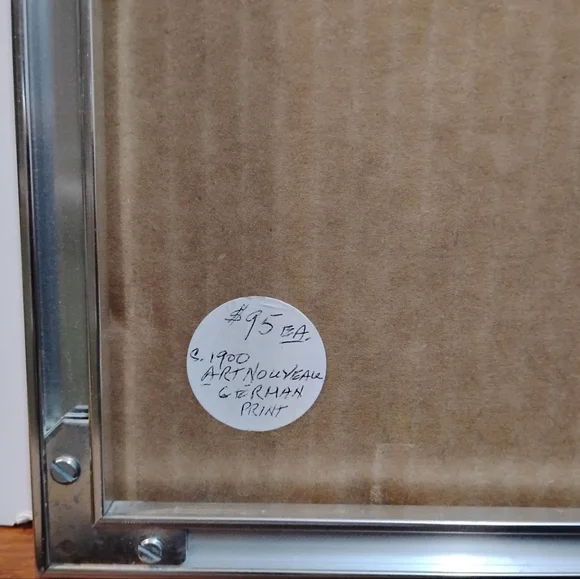 $95 EA.
C. 1900
ART NOUVEAU
GERMAN
PRINT